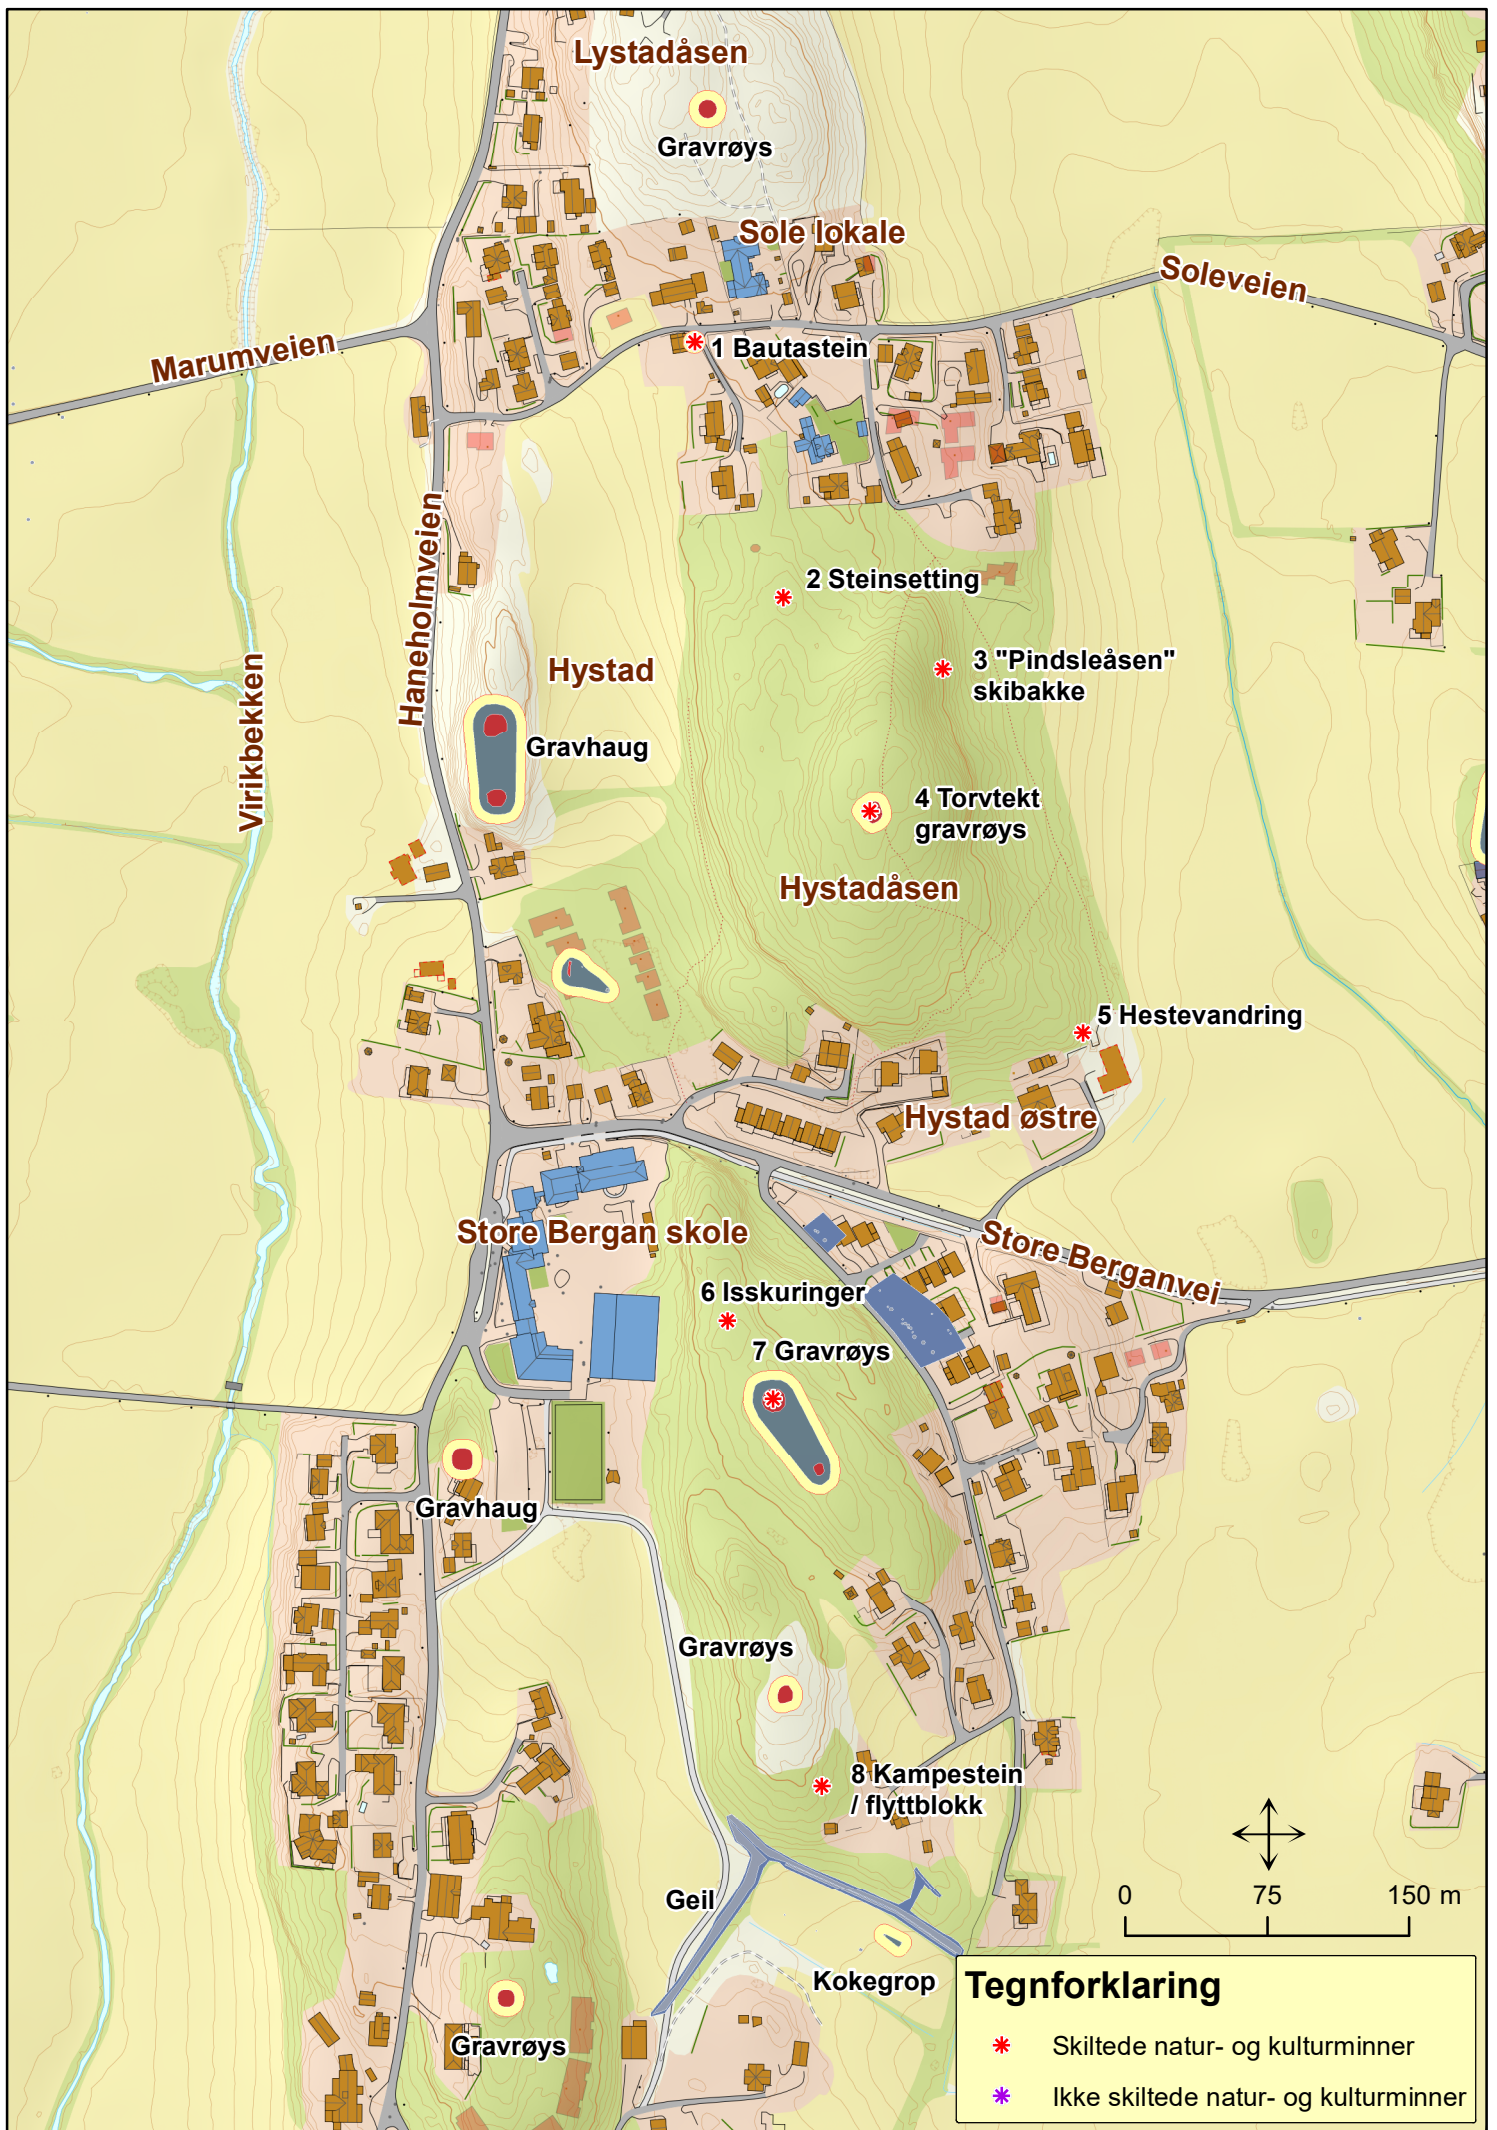 Lystadåsen
Gravrøys
Sole lokale
Soleveien
Marumveien
1 Bautastein
Haneholmveien
2 Steinsetting
Hystad
3 "Pindsleåsen"
skibakke
Virikbekken
Gravhaug
4 Torvtekt
gravrøys
Hystadåsen
5 Hestevandring
Hystad østre
Store Bergan skole
Store Berganvei
6 Isskuringer
7 Gravrøys
Gravhaug
Gravrøys
8 Kampestein
/ flyttblokk
Geil
0 75 150 m
Kokegrop
Gravrøys
Tegnforklaring
Skiltede natur- og kulturminner
Ikke skiltede natur- og kulturminner